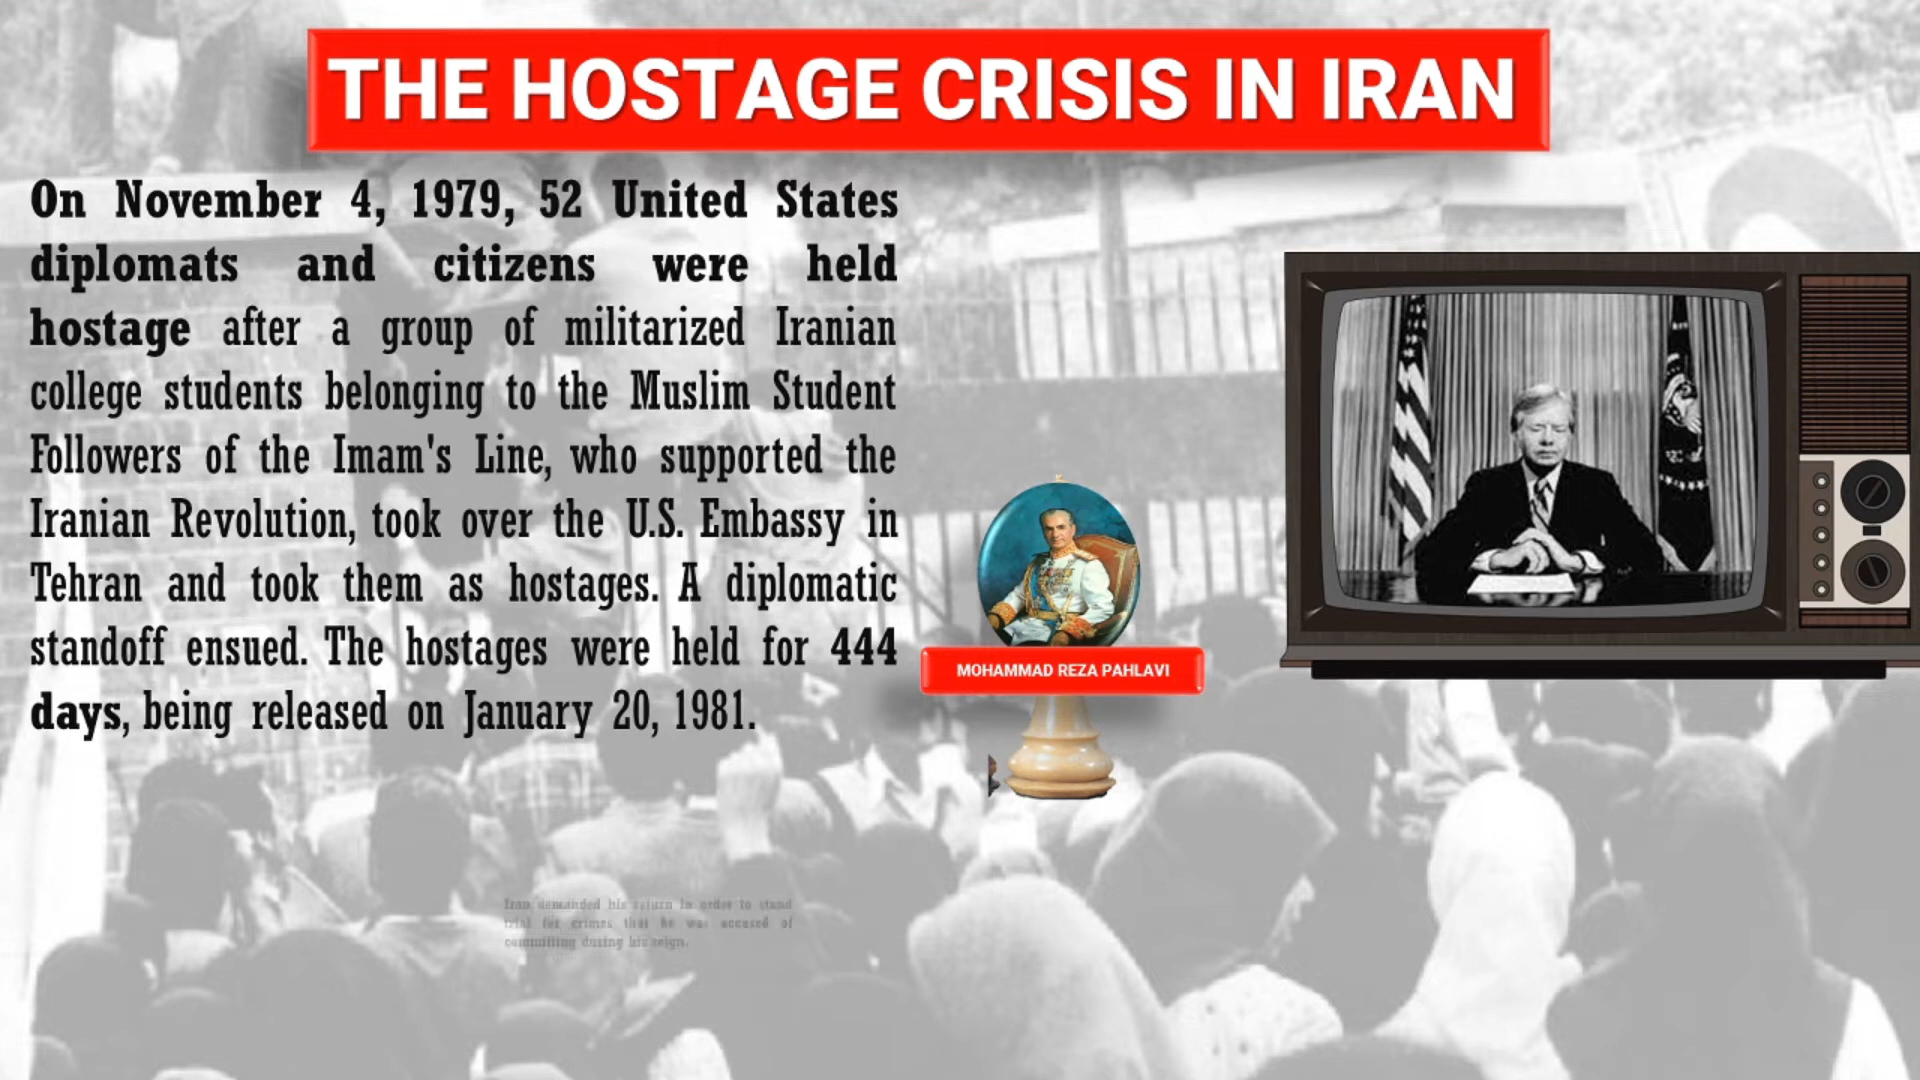 THE HOSTAGE CRISIS IN IRAN
On November 4, 1979, 52 United States
diplomats and citizens were held
hostage after a group of militarized Iranian
college students belonging to the Muslim Student
Followers of the Imam's Line, who supported the
Iranian Revolution, took over the U.S. Embassy in
Tehran and took them as hostages. A diplomatic
standoff ensued. The hostages were held for 444
days, being released on January 20, 1981.
MOHAMMAD REZA PAHLAVI
Iran demanded his return in order to stand
trial for crimes that he was accused of
committing during his reign.